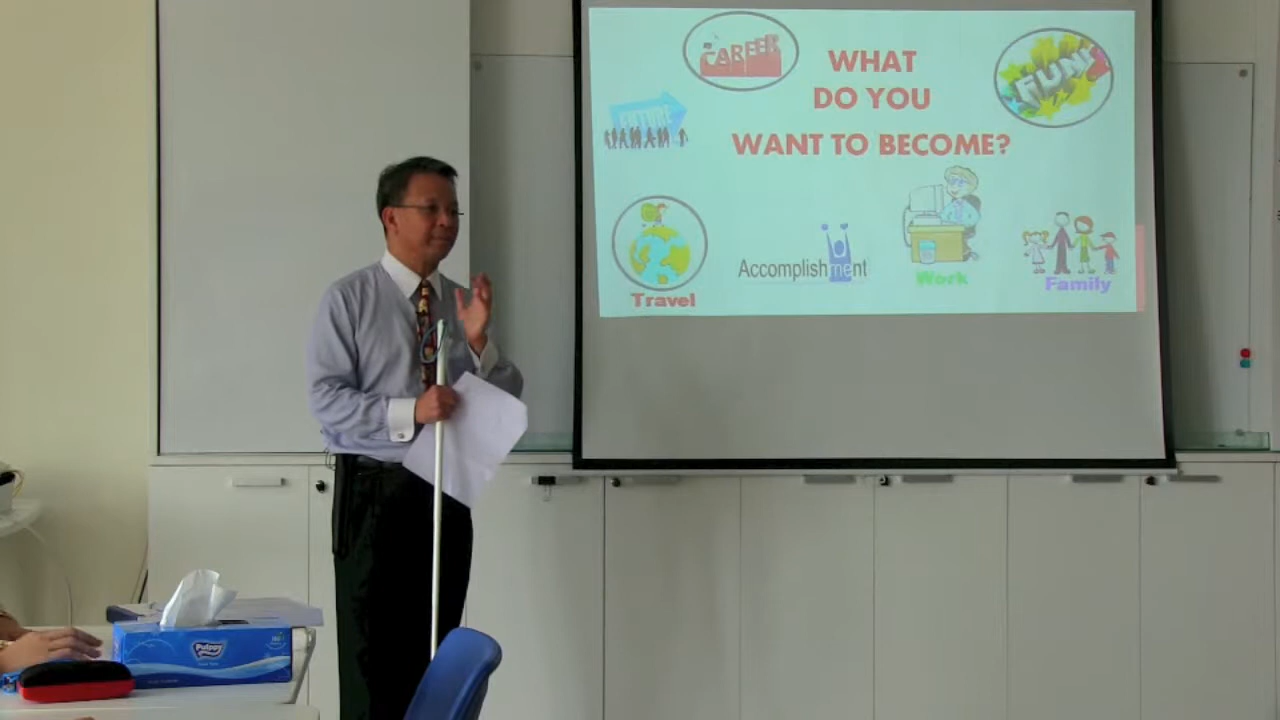 CAREER
WHAT
DO YOU
WANT TO BECOME?
FUN!
FUTURE
Travel
Accomplishment
Work
Family
Pulppy